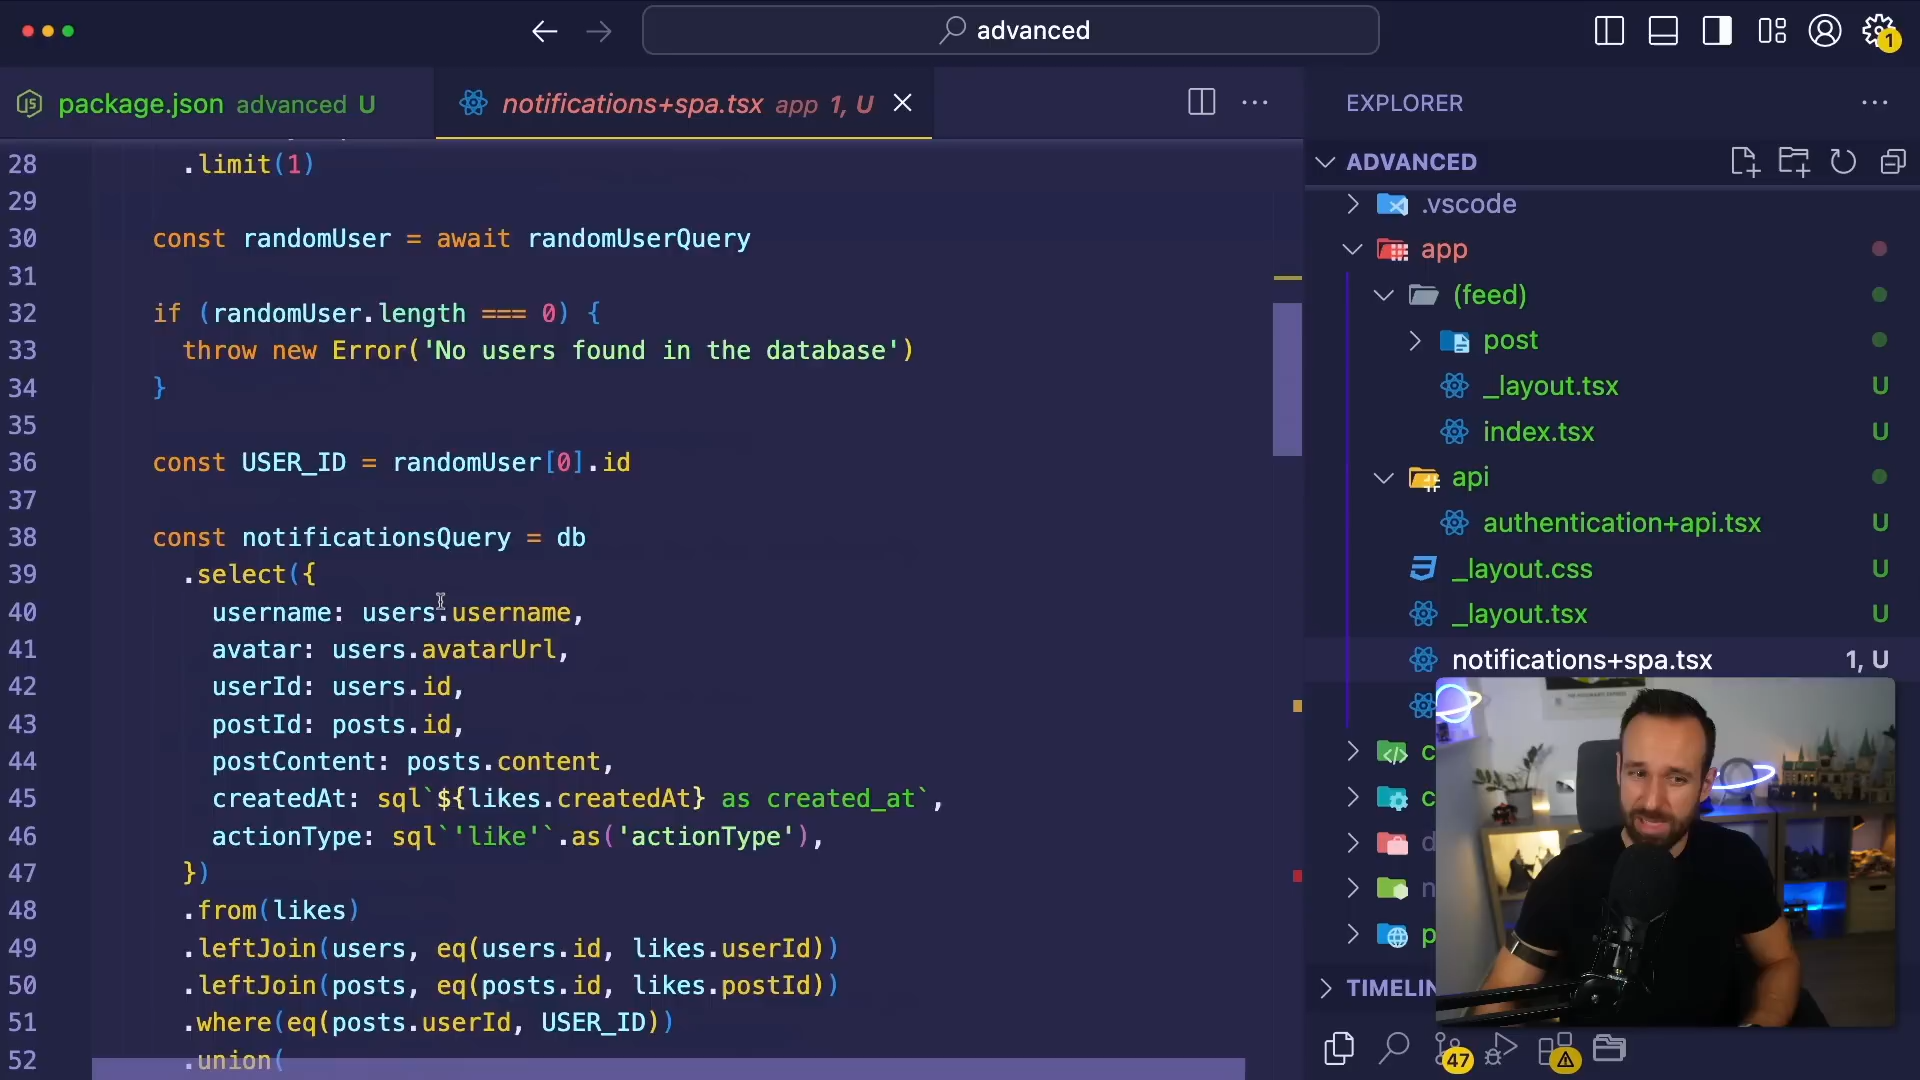 advanced
1
package.json advanced U
notifications+spa.tsx app 1, U
28 .limit(1)
29
30 const randomUser = await randomUserQuery
31
32 if (randomUser.length === 0) {
33 throw new Error('No users found in the database')
34 }
35
36 const USER_ID = randomUser[0].id
37
38 const notificationsQuery = db
39 .select({
40 username: users.username,
41 avatar: users.avatarUrl,
42 userId: users.id,
43 postId: posts.id,
44 postContent: posts.content,
45 createdAt: sql`${likes.createdAt} as created_at`,
46 actionType: sql`'like'`.as('actionType'),
47 })
48 .from(likes)
49 .leftJoin(users, eq(users.id, likes.userId))
50 .leftJoin(posts, eq(posts.id, likes.postId))
51 .where(eq(posts.userId, USER_ID))
52 .union(
EXPLORER
ADVANCED
.vscode
app
(feed)
post
_layout.tsx U
index.tsx U
api
authentication+api.tsx U
_layout.css U
_layout.tsx U
notifications+spa.tsx 1, U
c
c
d
n
p
TIMELIN
47